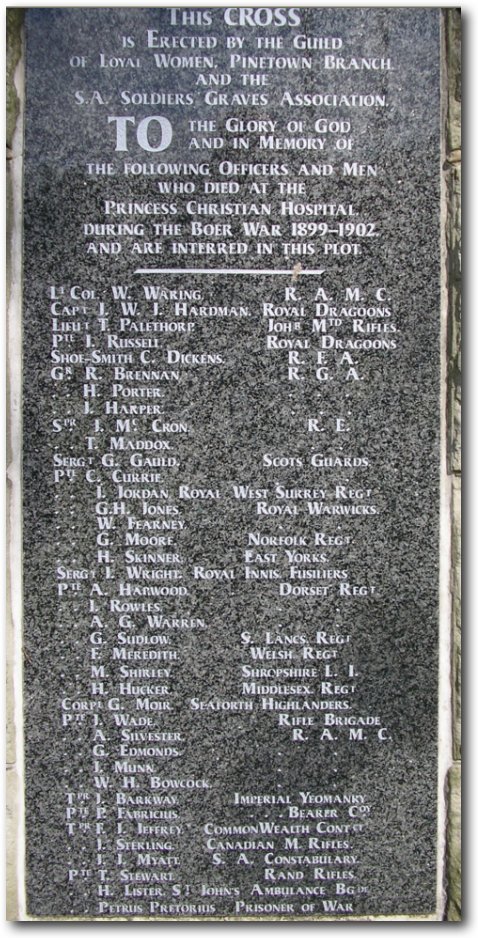 THIS CROSS
IS ERECTED BY THE GUILD
OF LOYAL WOMEN, PINETOWN BRANCH
AND THE
S.A. SOLDIERS GRAVES ASSOCIATION.
TO THE GLORY OF GOD
AND IN MEMORY OF
THE FOLLOWING OFFICERS AND MEN
WHO DIED AT THE
PRINCESS CHRISTIAN HOSPITAL,
DURING THE BOER WAR 1899-1902,
AND ARE INTERRED IN THIS PLOT.
LT COL. W. WARING. R. A. M. C.
CAPT J. W. J. HARDMAN. ROYAL DRAGOONS
LIEUT T. PALETHORP. JOHB MTD RIFLES.
PTE J. RUSSELL. ROYAL DRAGOONS
SHOE-SMITH C. DICKENS. R. F. A.
GR R. BRENNAN. R. G. A.
. . H. PORTER. . . .
. . J. HARPER. . . .
SPR J. MC CRON. R. E.
. . T. MADDOX. . .
SERGT G. GAULD. SCOTS GUARDS.
PTE C. CURRIE. . .
. . J. JORDAN. ROYAL WEST SURREY REGT
. . G.H. JONES. ROYAL WARWICKS.
. . W. FEARNEY. . .
. . G. MOORE. NORFOLK REGT.
. . H. SKINNER. EAST YORKS.
SERGT J. WRIGHT. ROYAL INNIS. FUSILIERS
PTE A. HARWOOD. DORSET REGT.
. . J. ROWLES. . .
. . A. G. WARREN. . .
G. SUDLOW. S. LANCS. REGT
. . F. MEREDITH. WELSH. REGT
. . M. SHIRLEY. SHROPSHIRE L. I.
. . H. HUCKER. MIDDLESEX. REGT
CORPL G. MOIR. SEAFORTH HIGHLANDERS.
PTE J. WADE. RIFLE BRIGADE
. . A. SILVESTER. R. A. M. C.
. . G. EDMONDS.
. . J. MUNN.
. . W. H. BOWCOCK.
TPR J. BARKWAY. IMPERIAL YEOMANRY
PTE P. FABRICIUS. . . . BEARER COY
TPR F. J. JEFFREY. COMMONWEALTH CONTGT
. . J. STERLING. CANADIAN M. RIFLES.
. . J. J. MYATT. S. A. CONSTABULARY.
PTE T. STEWART. RAND RIFLES.
. . H. LISTER. ST JOHN'S AMBULANCE BGDE
. . PETRUS PRETORIUS PRISONER OF WAR